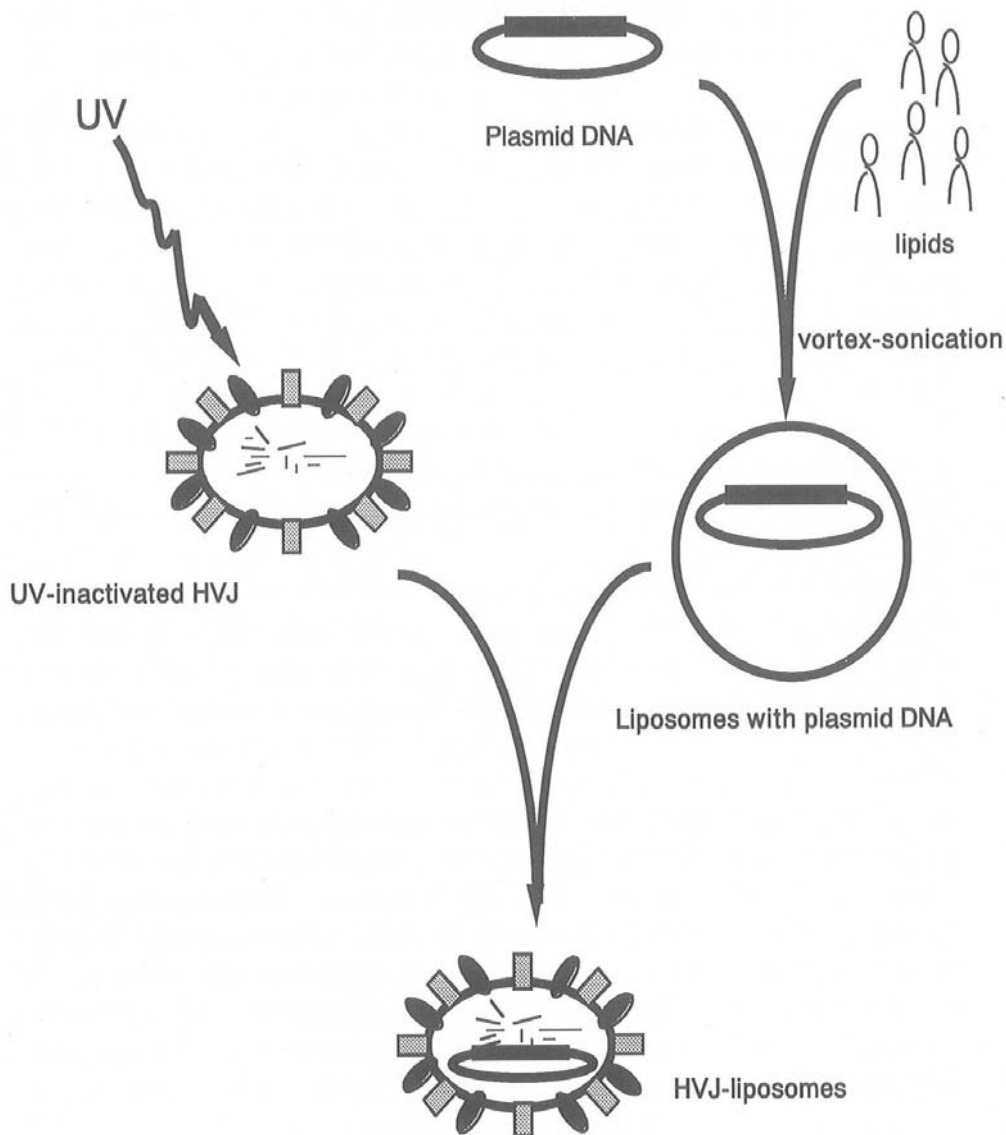 Plasmid DNA
UV
lipids
vortex-sonication
UV-inactivated HVJ
Liposomes with plasmid DNA
HVJ-liposomes